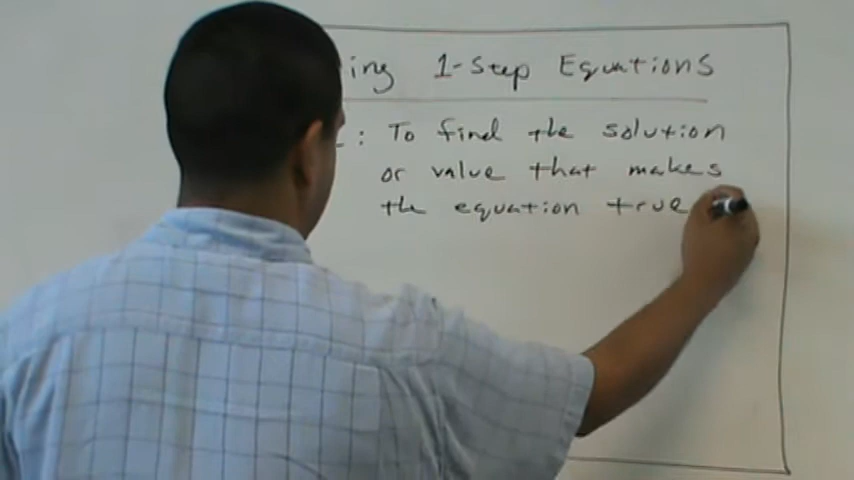 ing 1-Step Equations
: To find the solution
or value that makes
the equation true